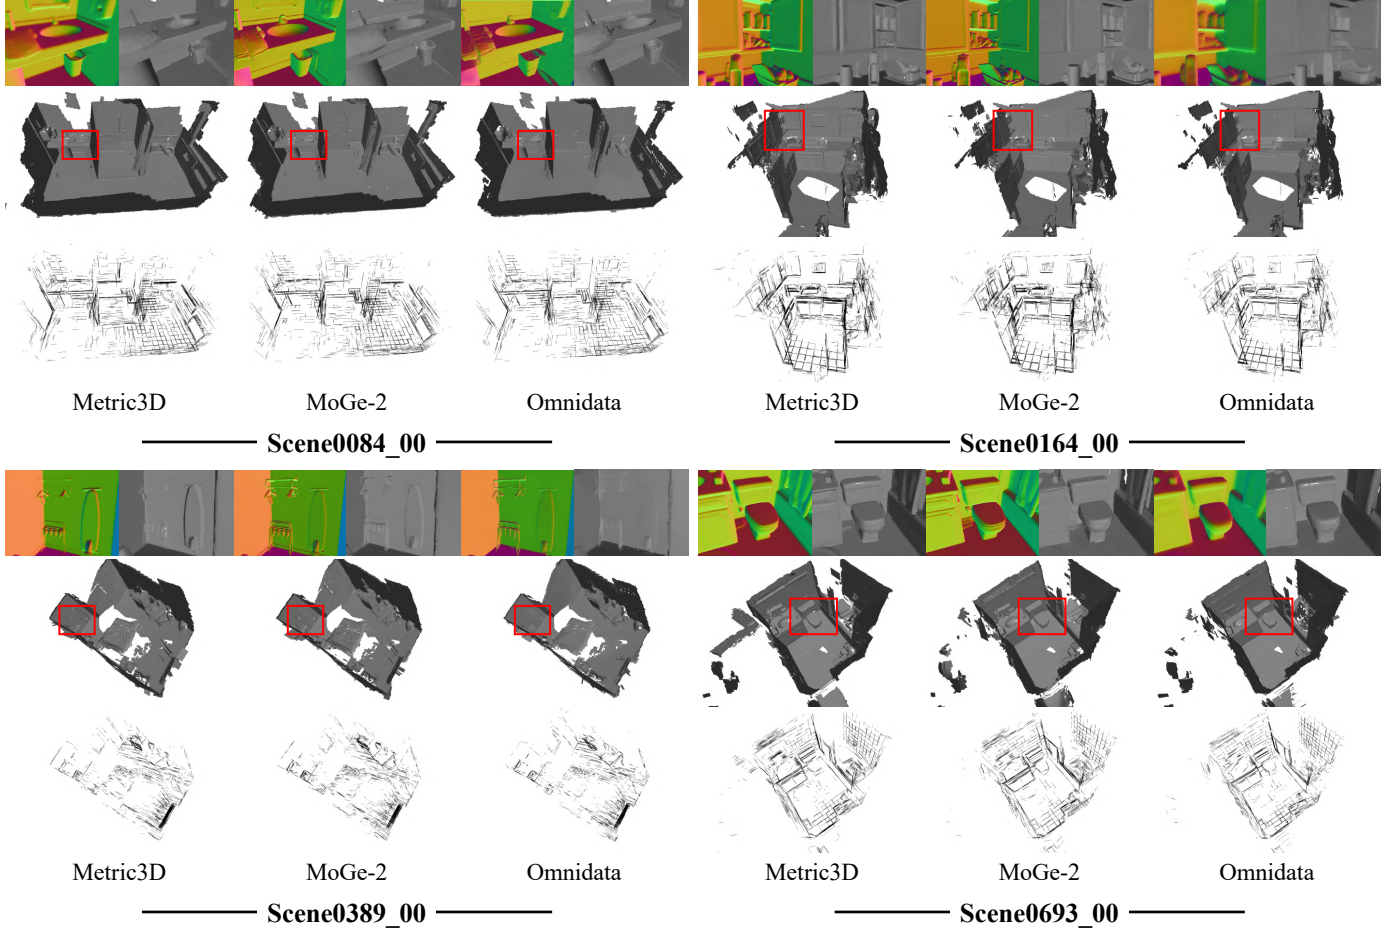 Metric3D MoGe-2 Omnidata
Scene0084_00
Metric3D MoGe-2 Omnidata
Scene0164_00
Metric3D MoGe-2 Omnidata
Scene0389_00
Metric3D MoGe-2 Omnidata
Scene0693_00